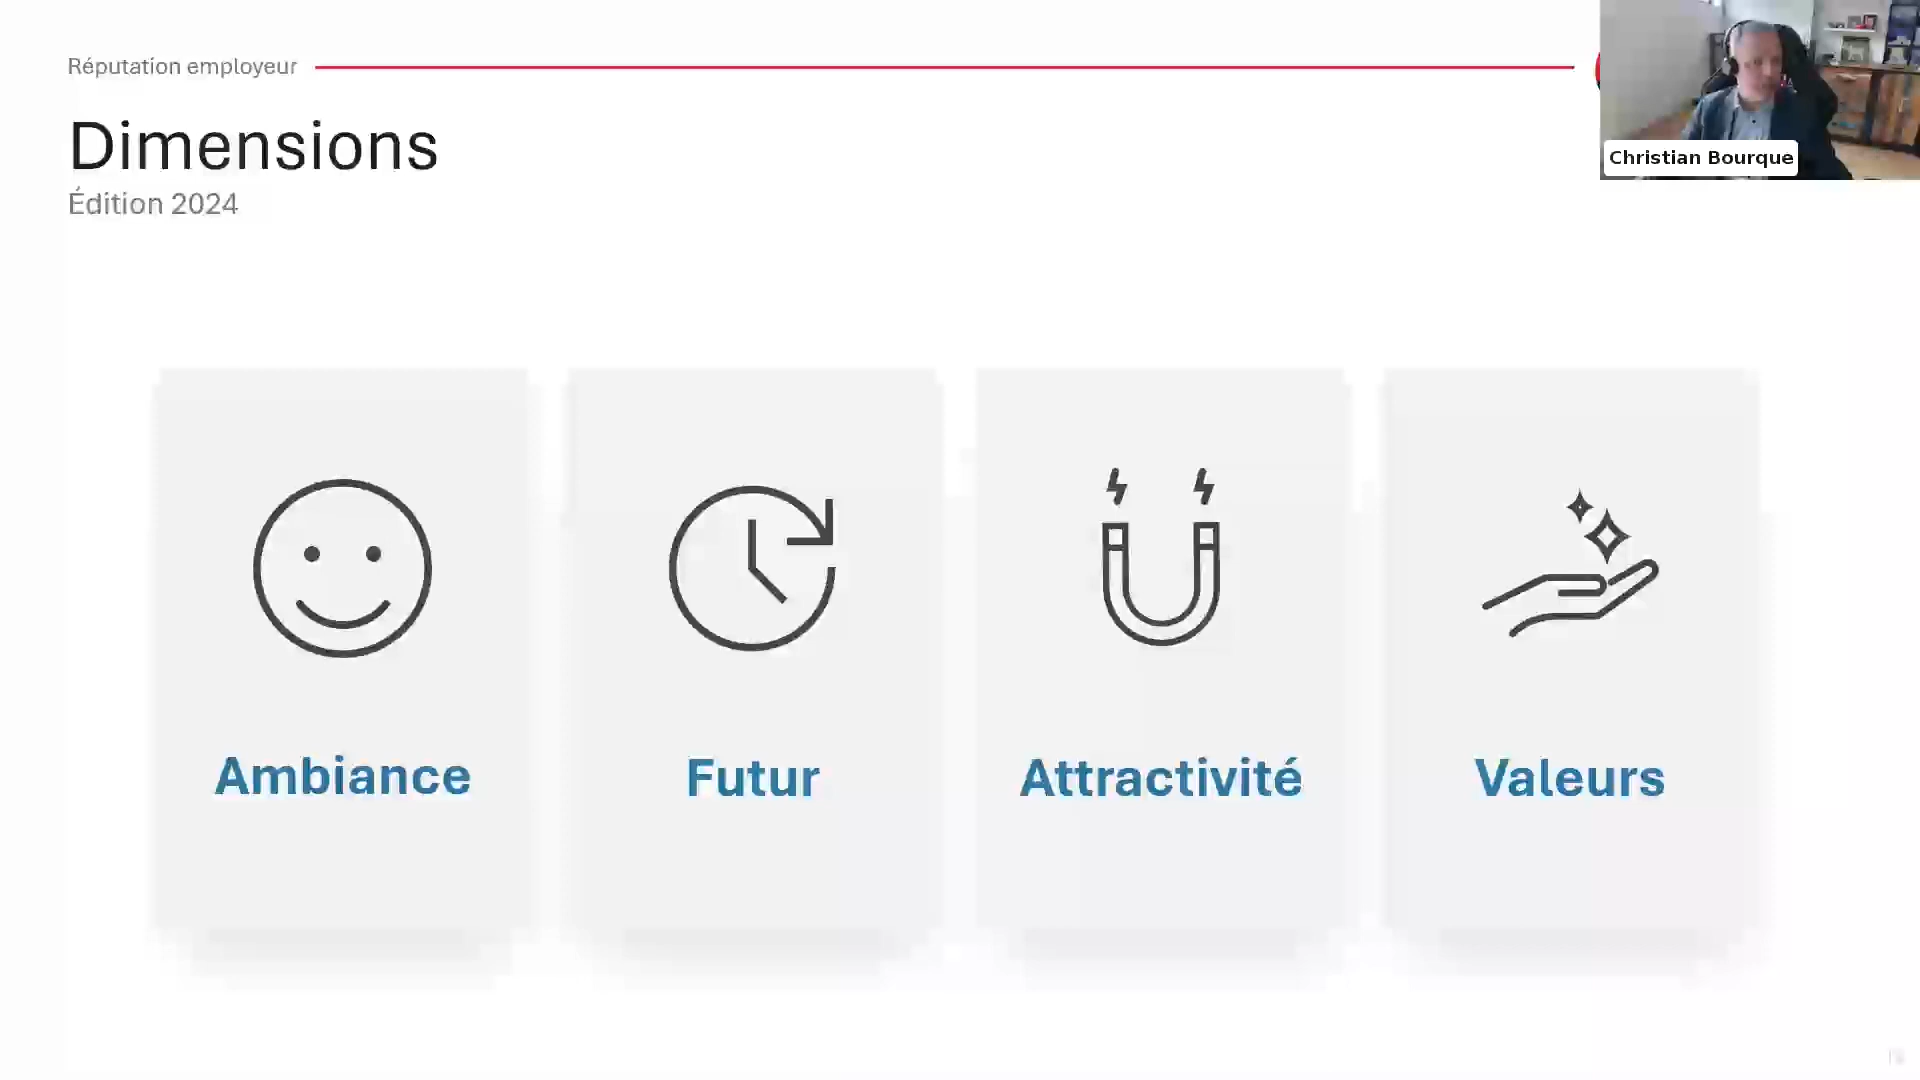 Réputation employeur
Dimensions
Édition 2024
Christian Bourque
Ambiance
Futur
Attractivité
Valeurs